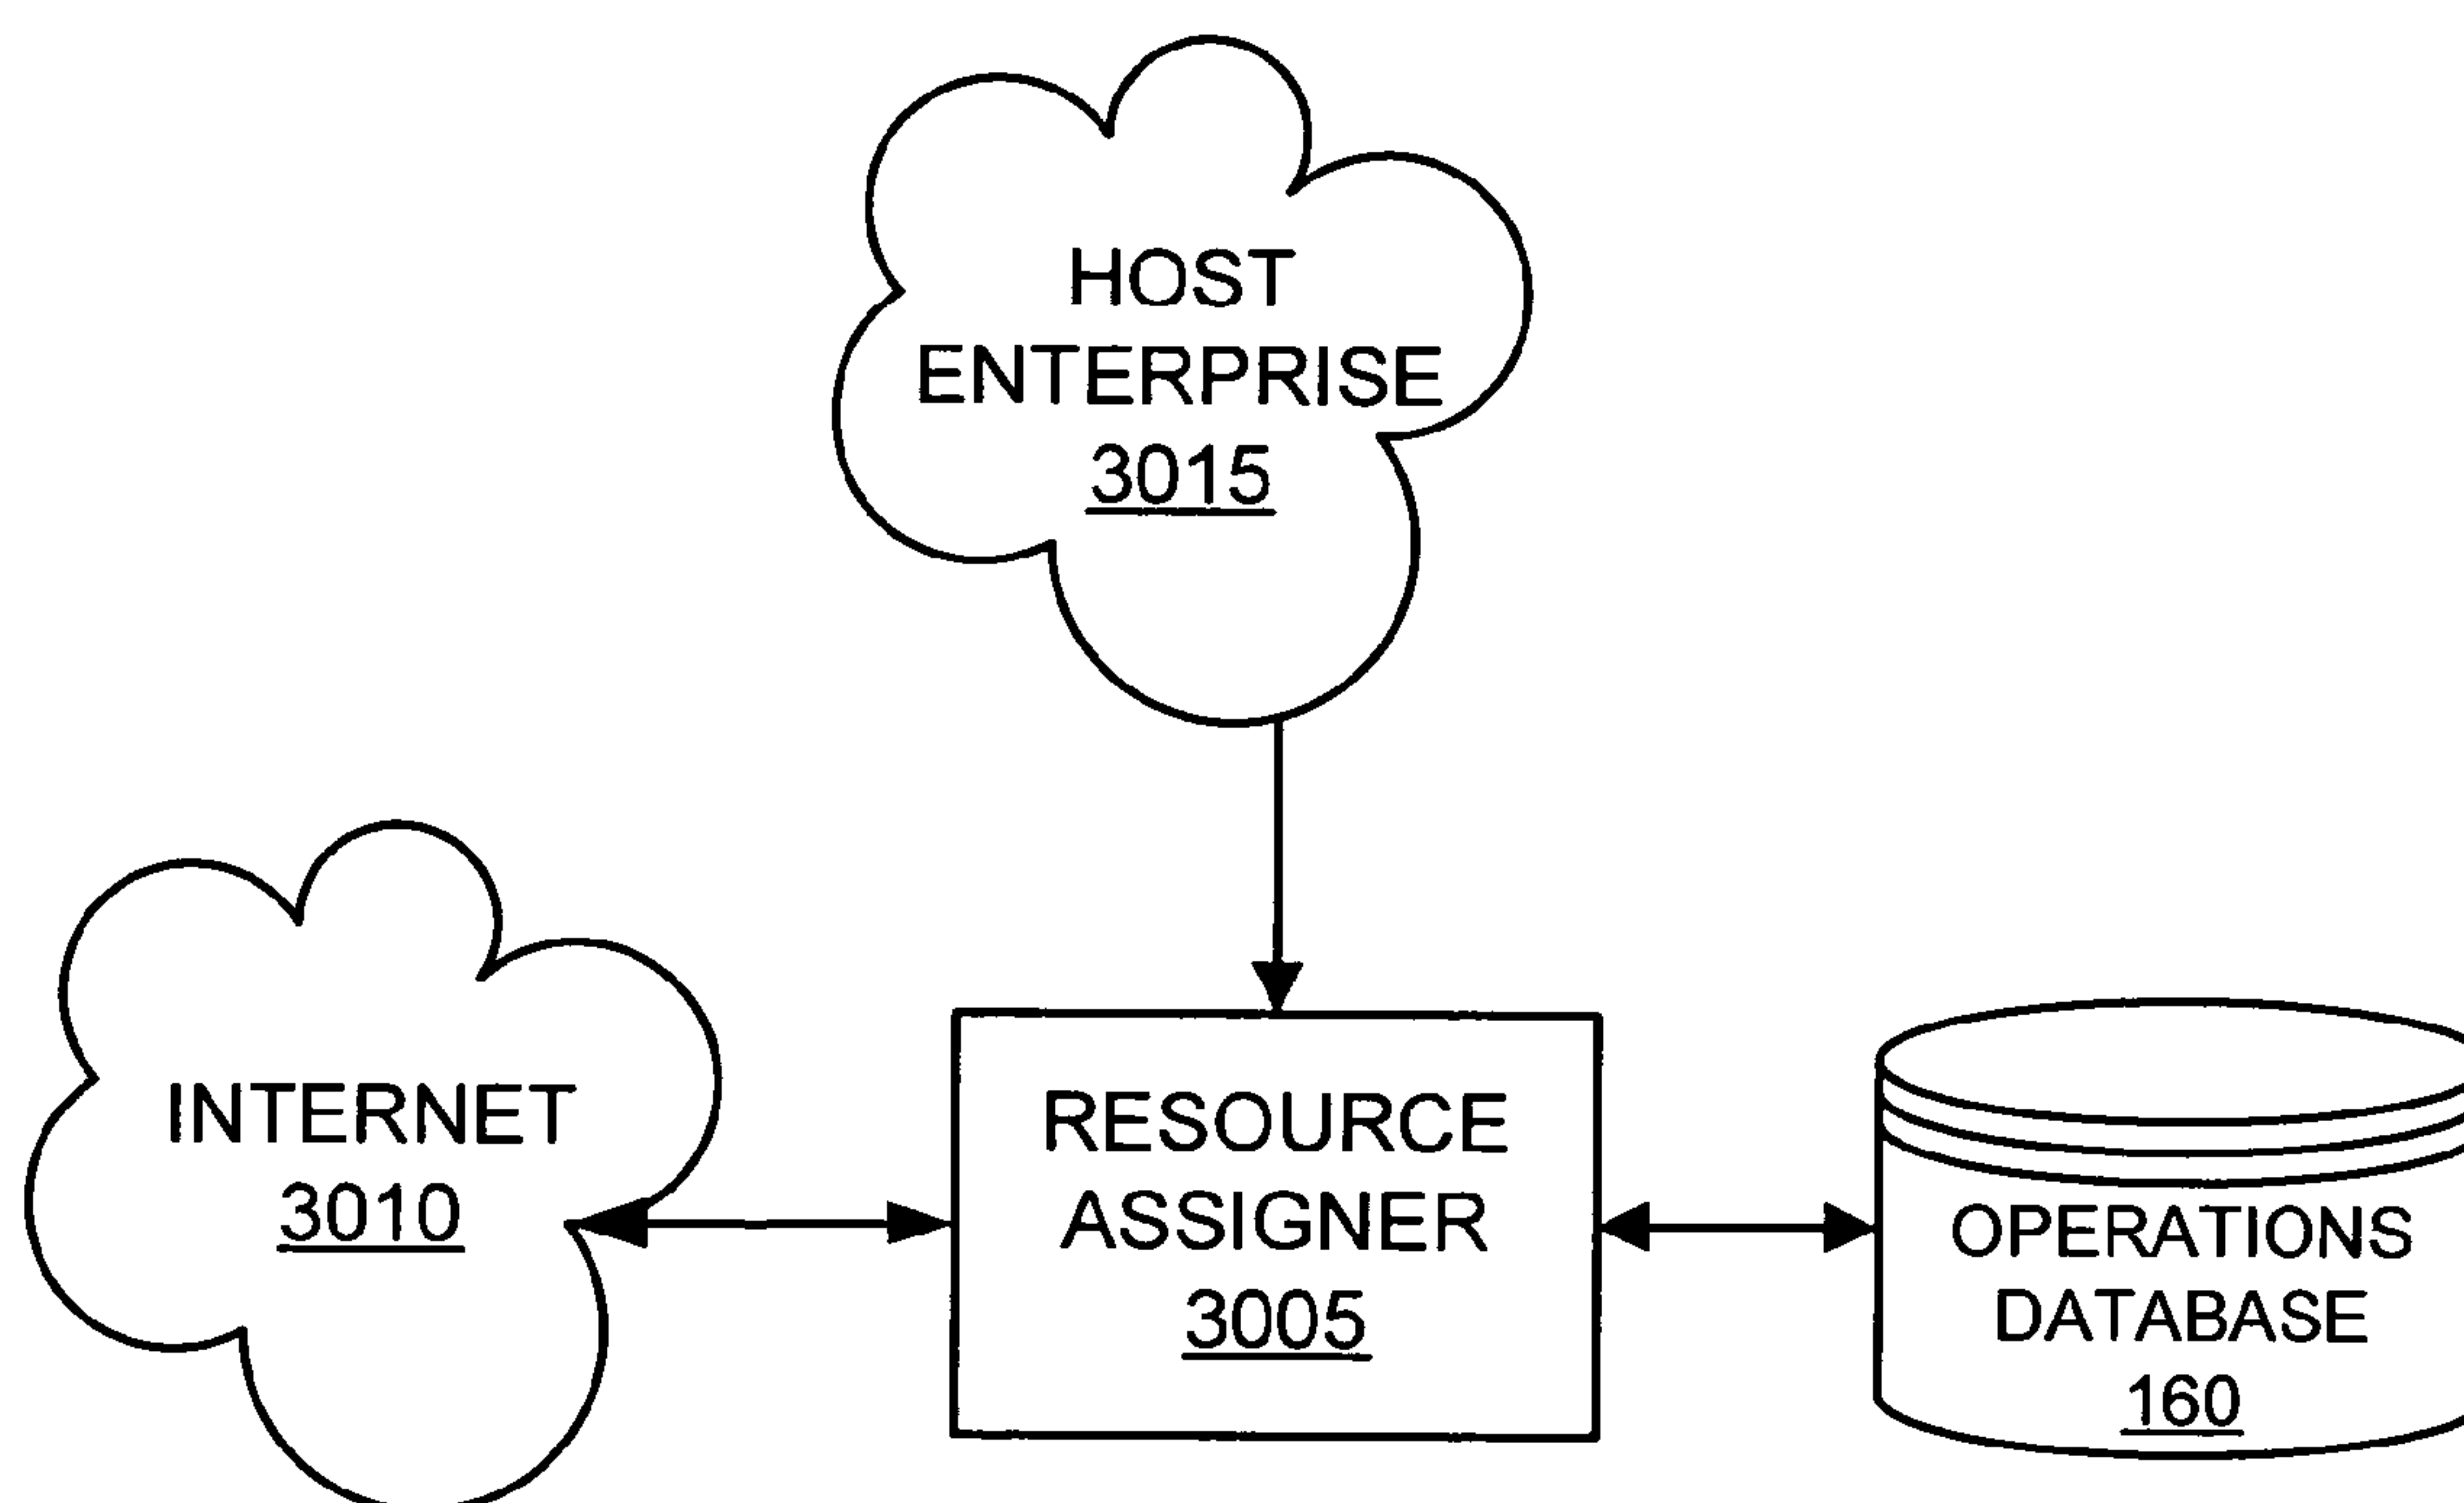 HOST
ENTERPRISE
3015
INTERNET
3010
RESOURCE
ASSIGNER
3005
OPERATIONS
DATABASE
160